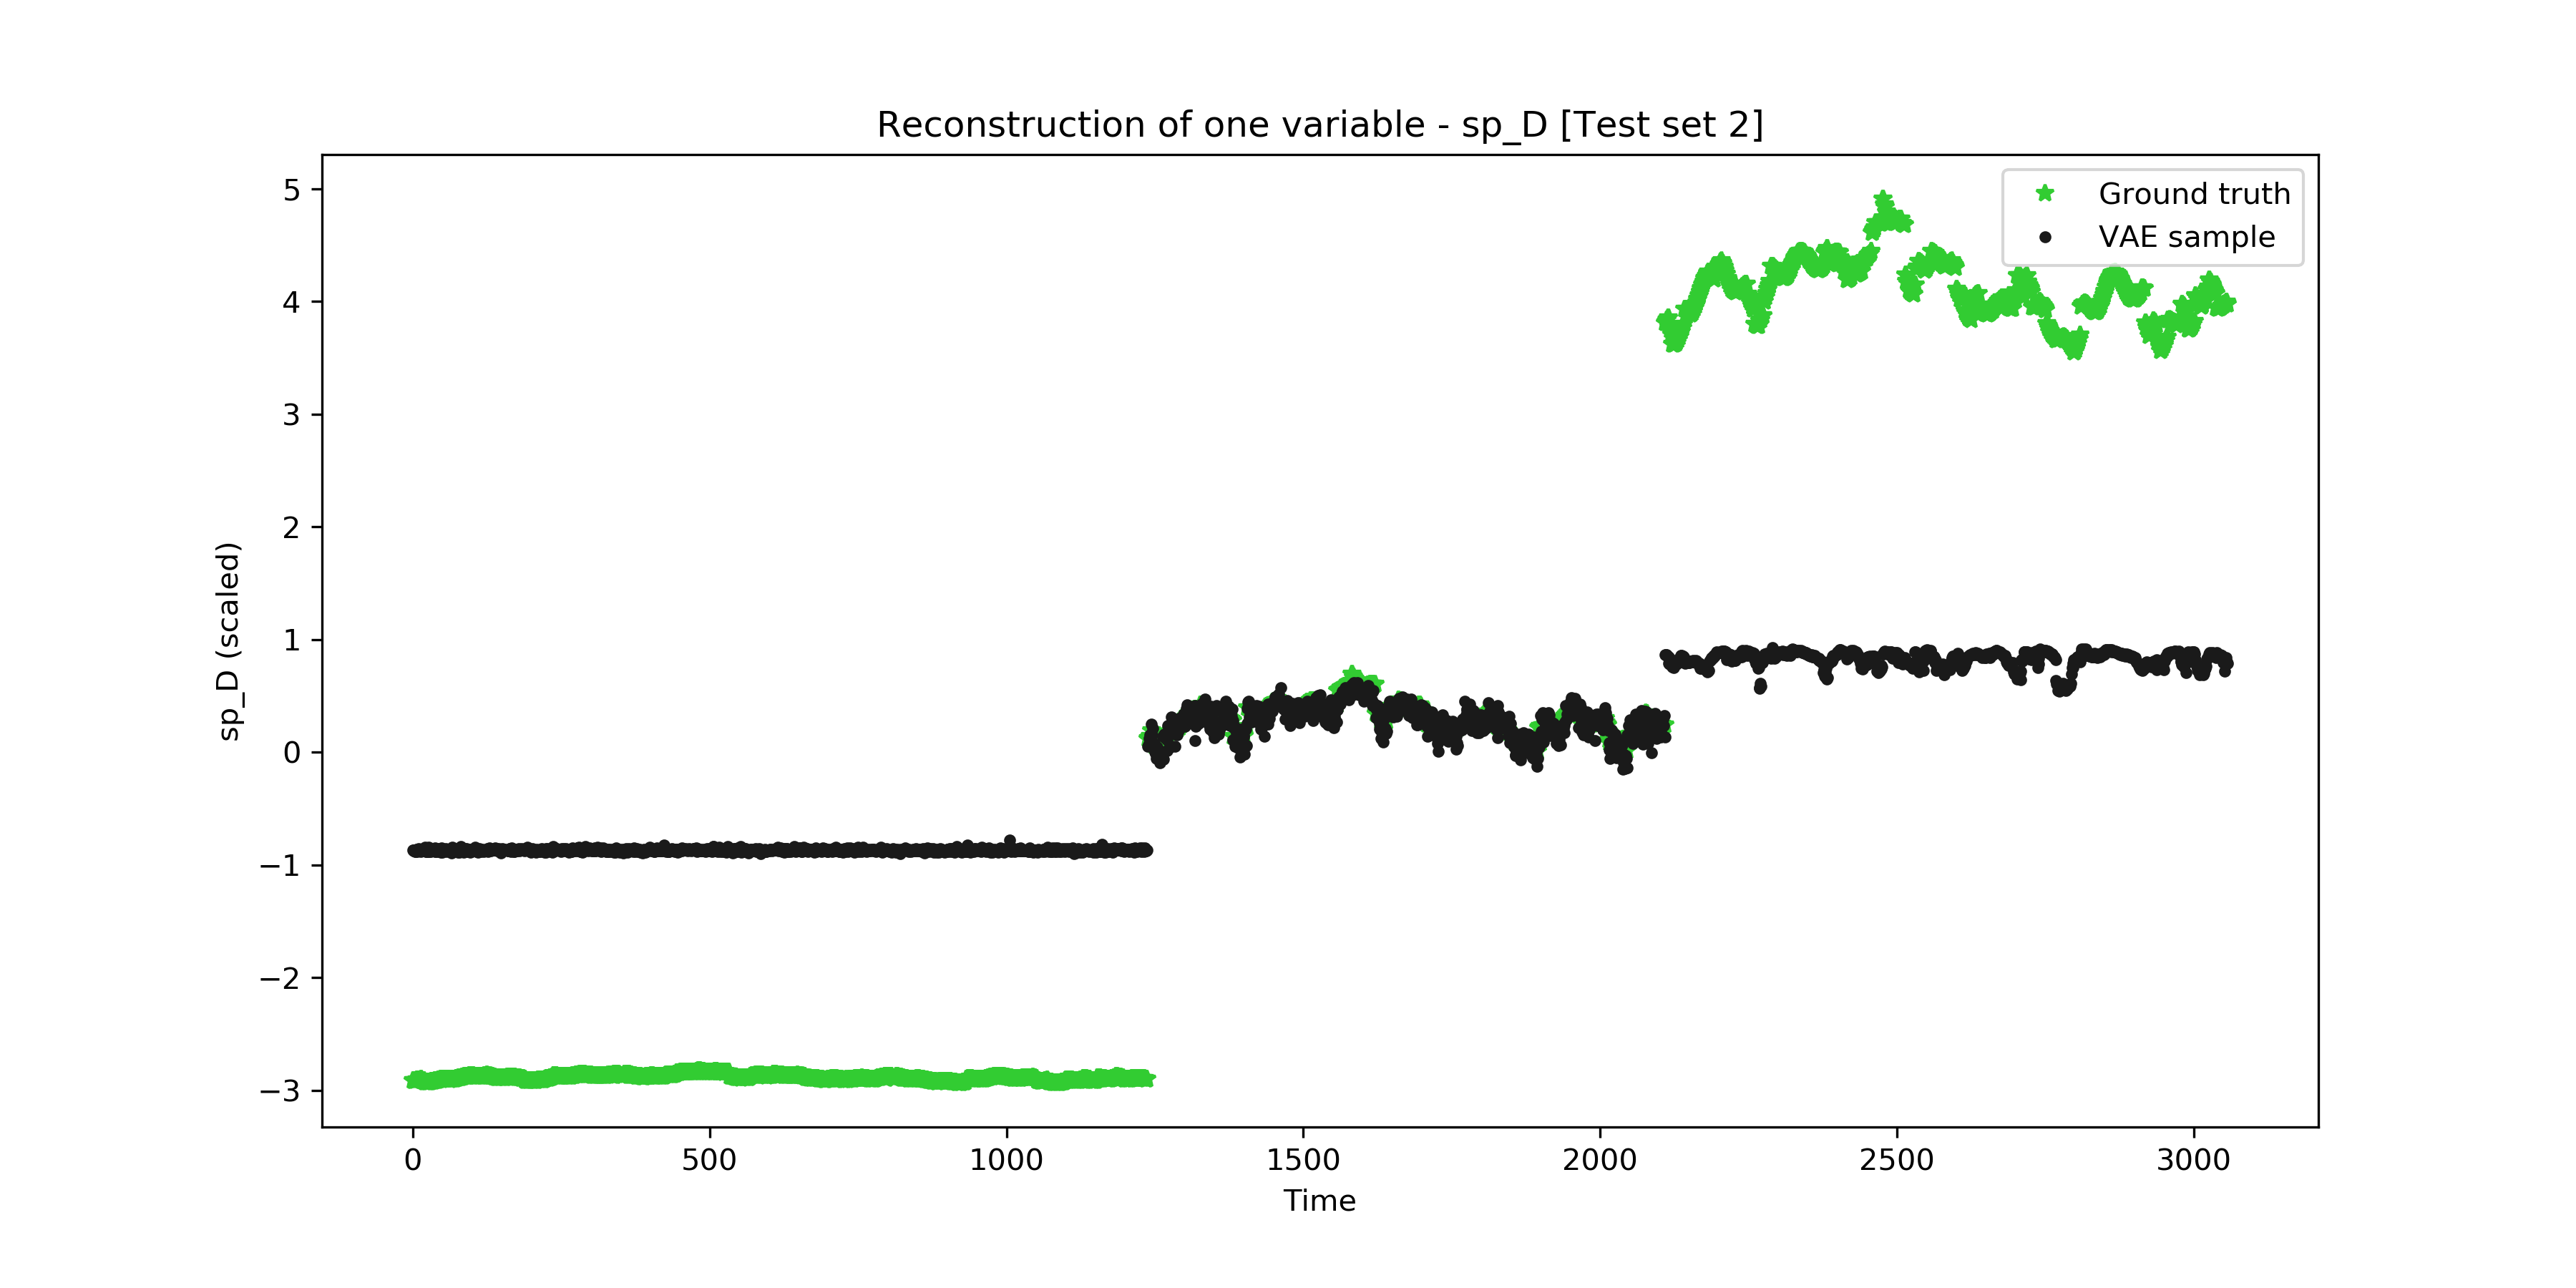 Reconstruction of one variable - sp_D [Test set 2]
Ground truth
VAE sample
sp_D (scaled)
5
4
3
2
1
0
−1
−2
−3
0 500 1000 1500 2000 2500 3000
Time